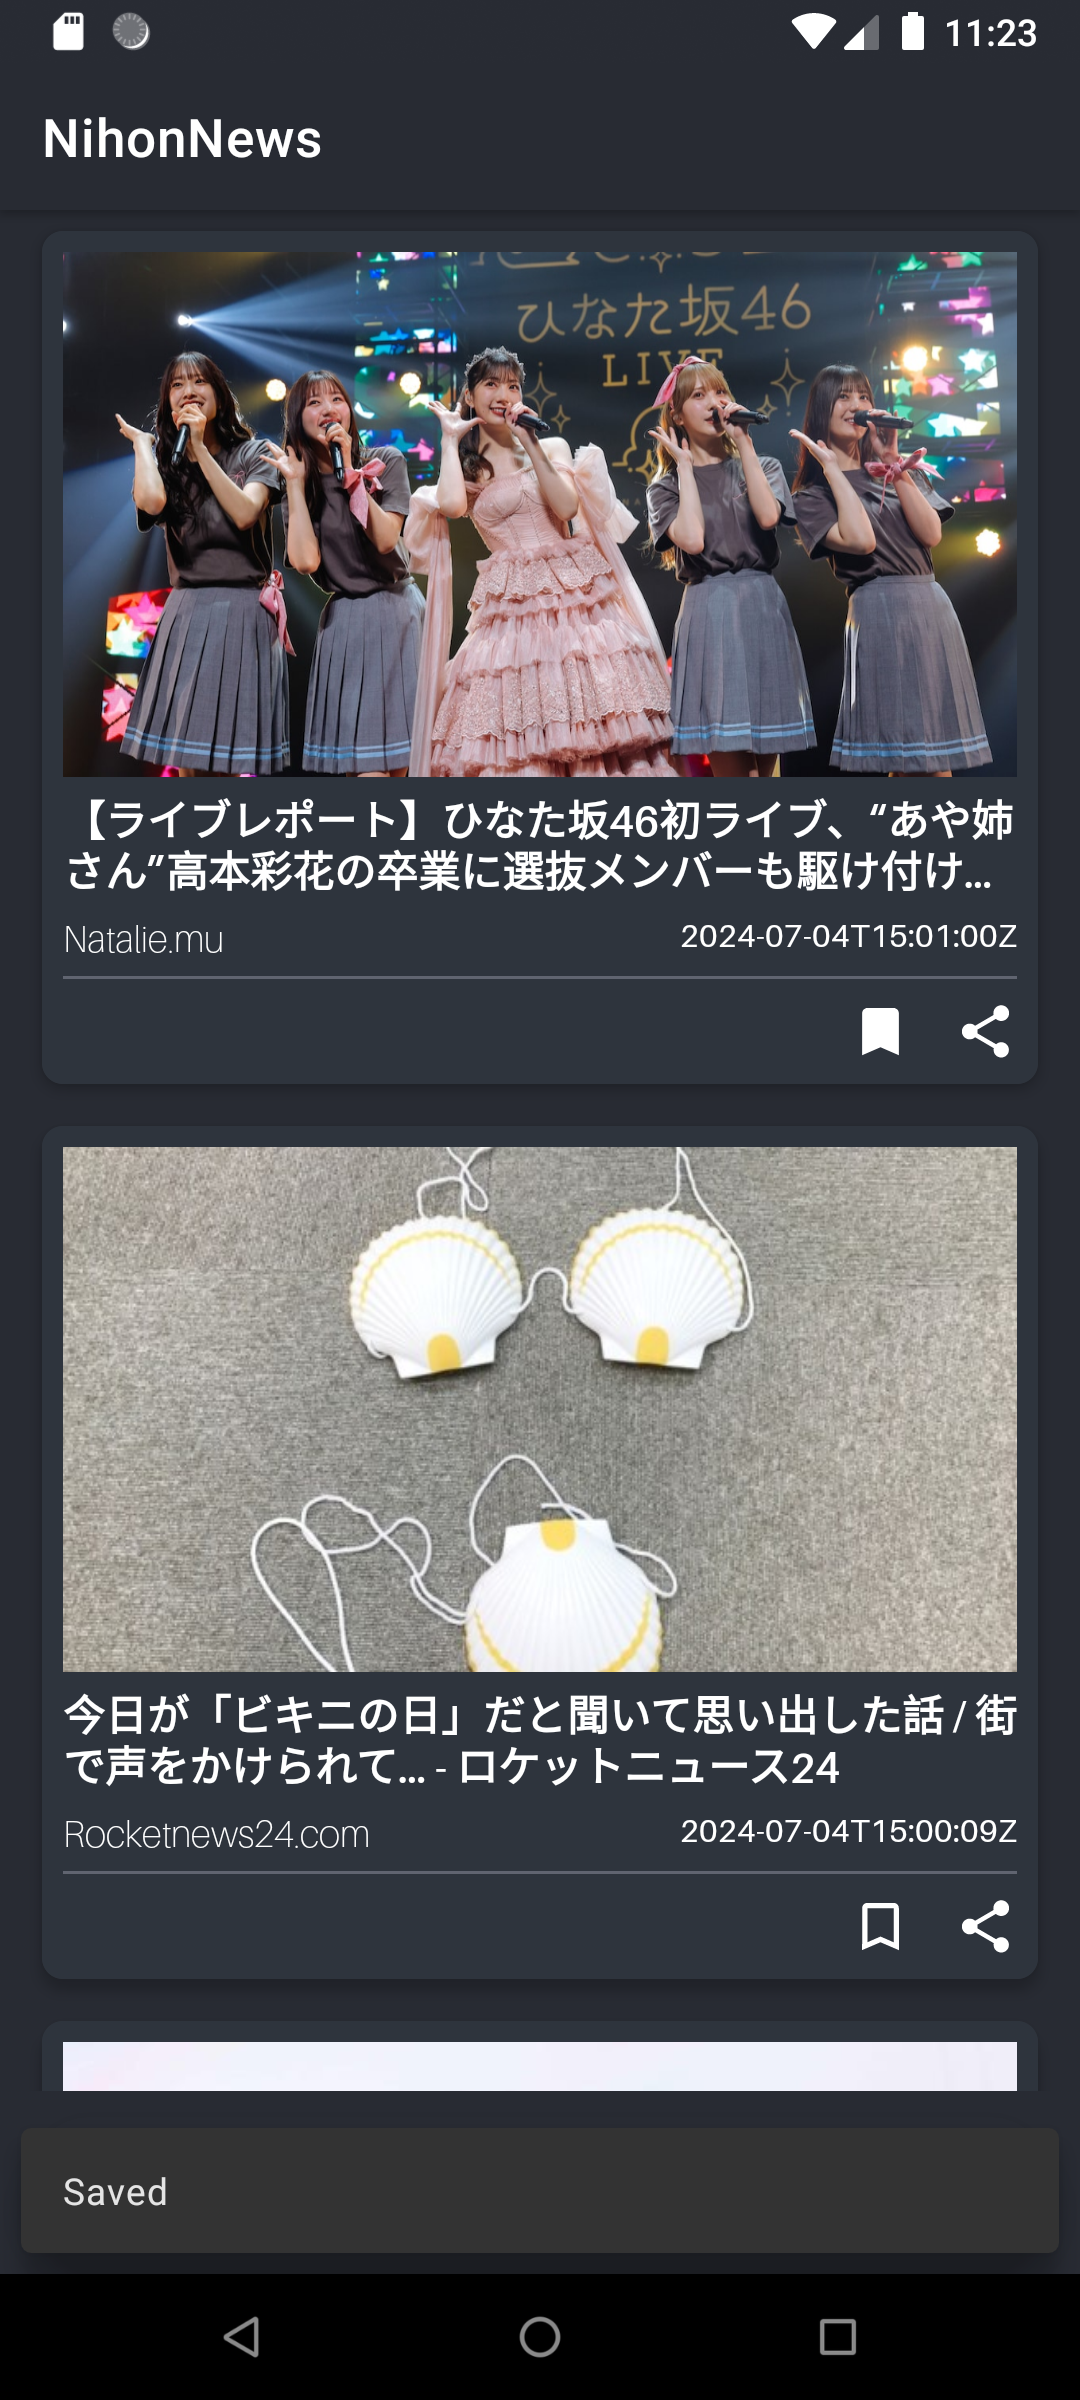 11:23
NihonNews
ひなた坂46
LIVE
【ライブレポート】ひなた坂46初ライブ、“あや姉
さん”高本彩花の卒業に選抜メンバーも駆け付け…
Natalie.mu
2024-07-04T15:01:00Z
今日が「ビキニの日」だと聞いて思い出した話 / 街
で声をかけられて… - ロケットニュース24
Rocketnews24.com
2024-07-04T15:00:09Z
Saved